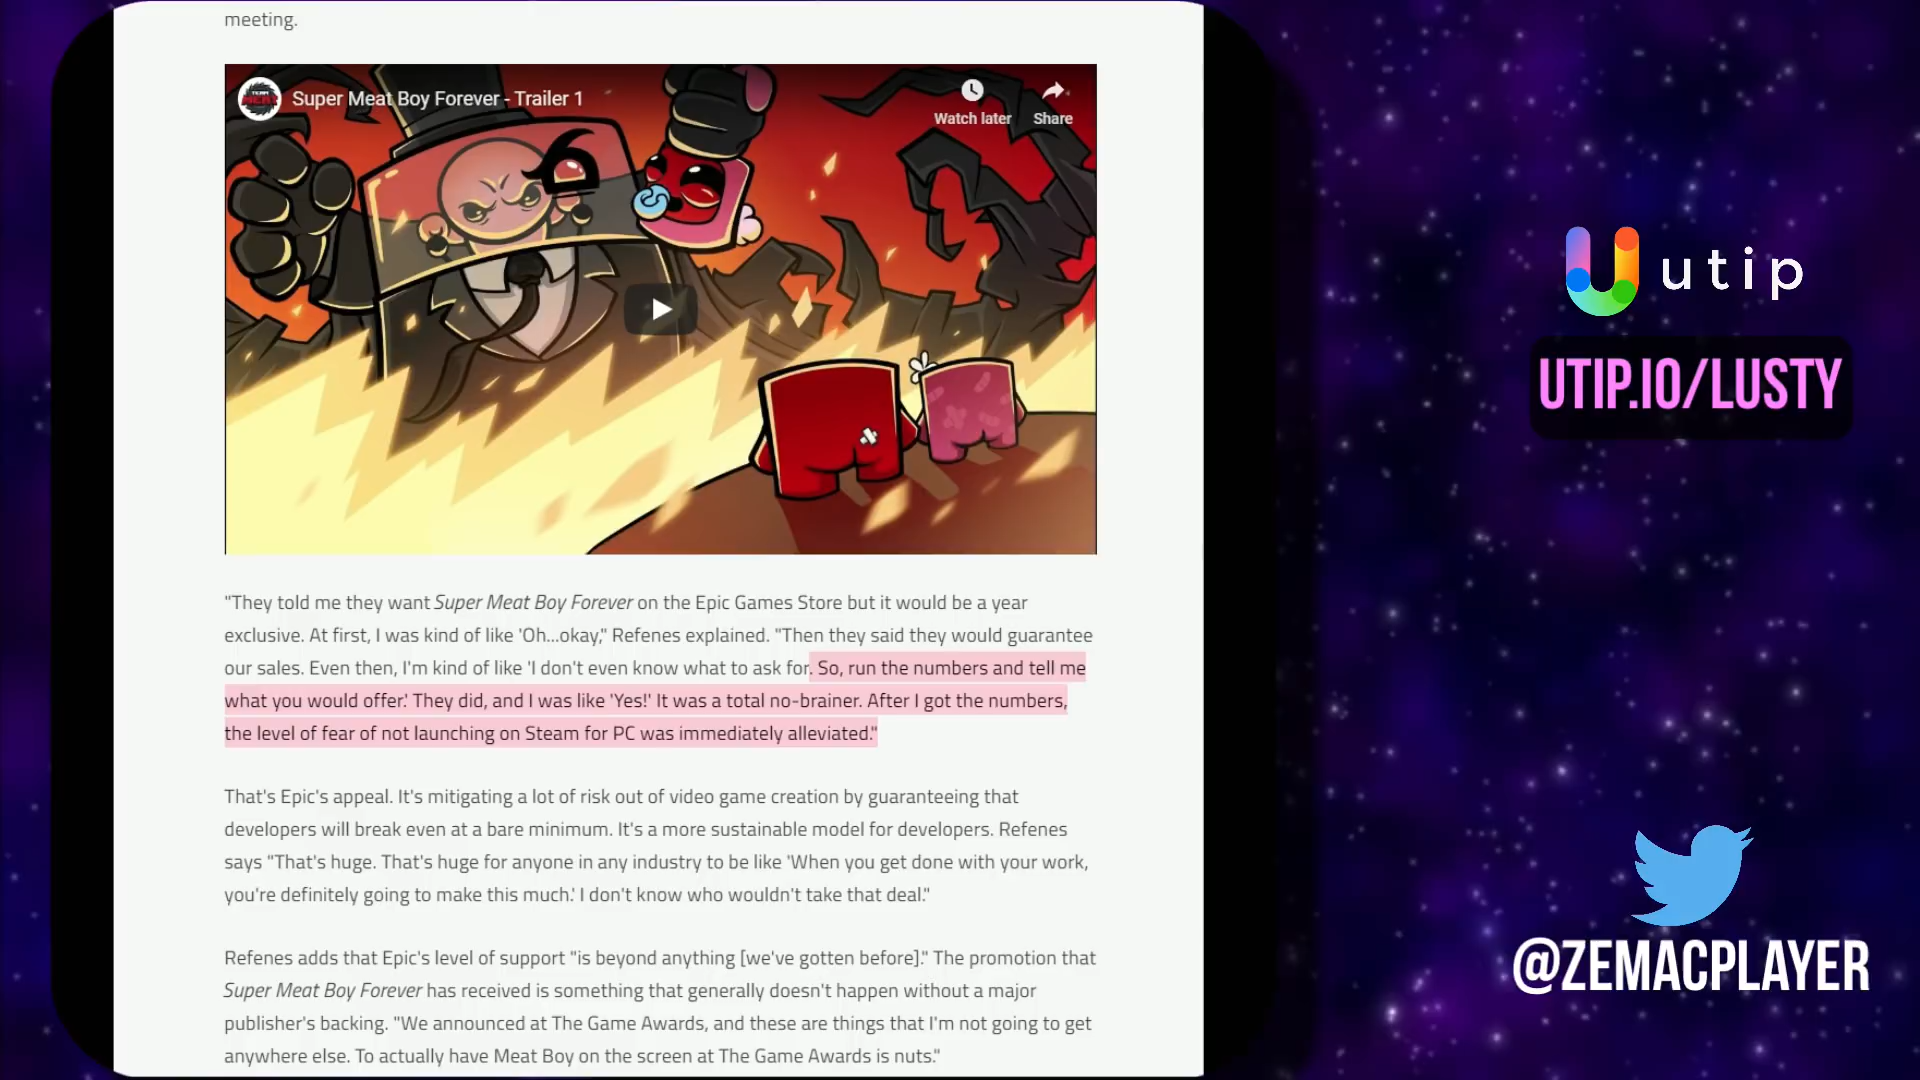 meeting.
Super Meat Boy Forever - Trailer 1
Watch later
Share
"They told me they want Super Meat Boy Forever on the Epic Games Store but it would be a year
exclusive. At first, I was kind of like 'Oh...okay," Refenes explained. "Then they said they would guarantee
our sales. Even then, I'm kind of like 'I don't even know what to ask for. So, run the numbers and tell me
what you would offer.' They did, and I was like 'Yes!' It was a total no-brainer. After I got the numbers,
the level of fear of not launching on Steam for PC was immediately alleviated."
That's Epic's appeal. It's mitigating a lot of risk out of video game creation by guaranteeing that
developers will break even at a bare minimum. It's a more sustainable model for developers. Refenes
says "That's huge. That's huge for anyone in any industry to be like 'When you get done with your work,
you're definitely going to make this much.' I don't know who wouldn't take that deal."
Refenes adds that Epic's level of support "is beyond anything [we've gotten before]." The promotion that
Super Meat Boy Forever has received is something that generally doesn't happen without a major
publisher's backing. "We announced at The Game Awards, and these are things that I'm not going to get
anywhere else. To actually have Meat Boy on the screen at The Game Awards is nuts."
utip
UTIP.IO/LUSTY
@ZEMACPLAYER